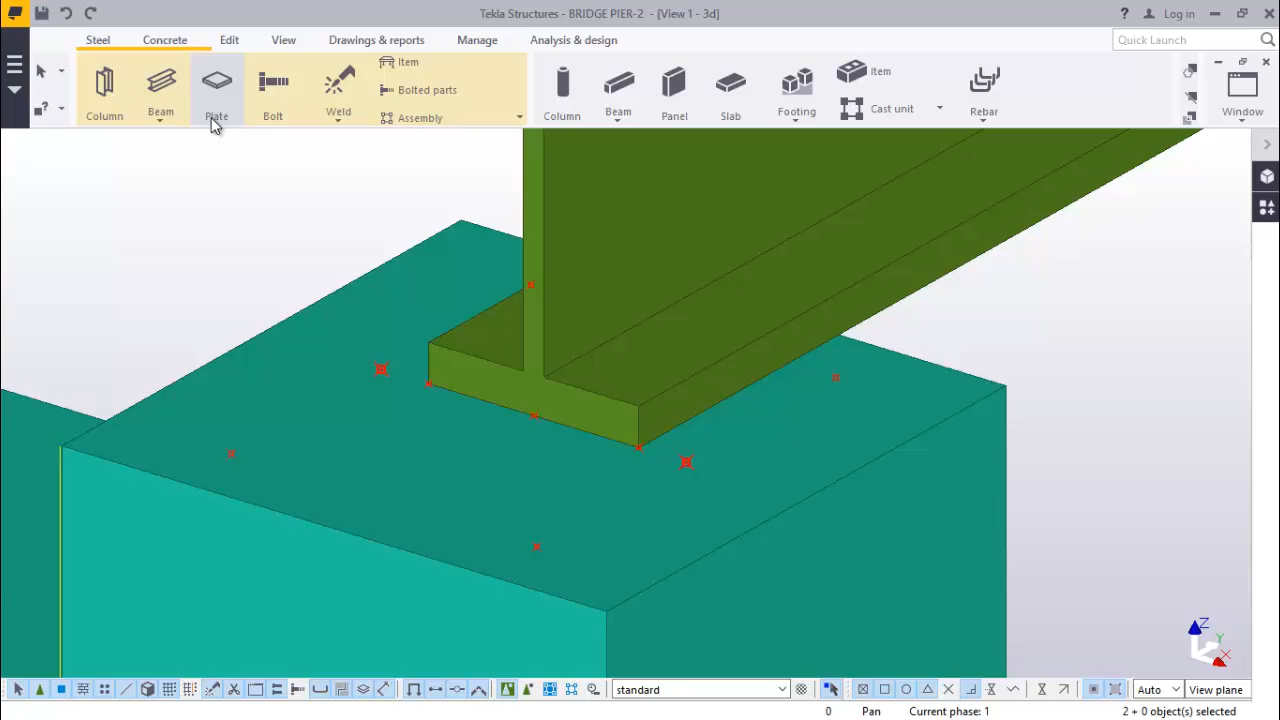 Tekla Structures - BRIDGE PIER-2 - [View 1 - 3d]
? Log in
Steel Concrete Edit View Drawings & reports Manage Analysis & design Quick Launch
Column Beam Plate Bolt Weld
Item
Bolted parts
Assembly
Column Beam Panel Slab Footing
Item
Cast unit
Rebar
Window
Z
Y
X
standard Auto View plane
0 Pan Current phase: 1 2 + 0 object(s) selected